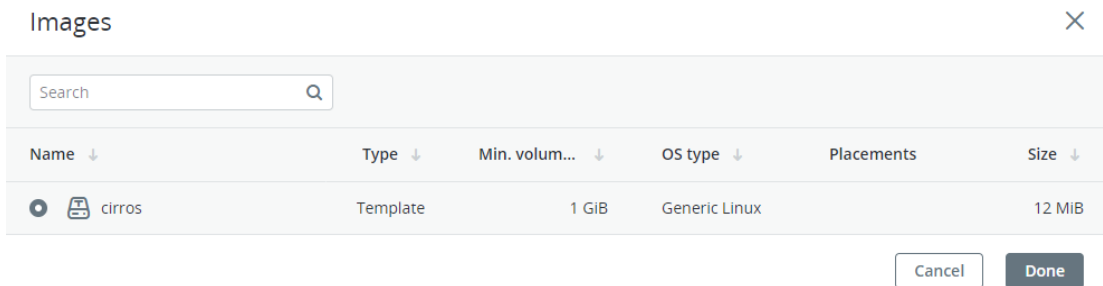 Images
Search
Name Type Min. volum... OS type Placements Size
cirros Template 1 GiB Generic Linux 12 MiB
Cancel Done